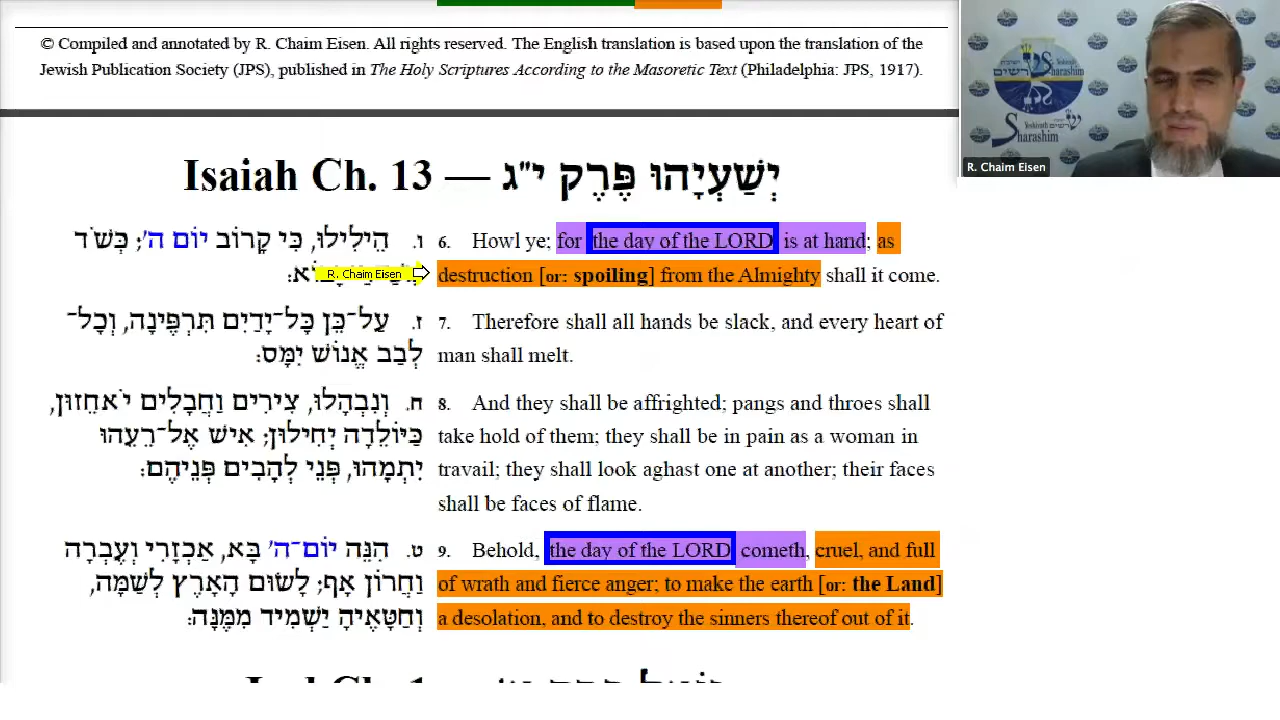 © Compiled and annotated by R. Chaim Eisen. All rights reserved. The English translation is based upon the translation of the
Jewish Publication Society (JPS), published in The Holy Scriptures According to the Masoretic Text (Philadelphia: JPS, 1917).
Isaiah Ch. 13 — יְשַׁעְיָהוּ פֶּרֶק י"ג
ו. הֵילִילוּ, כִּי קָרוֹב יוֹם ה'; כְּשֹׁד
R. Chaim Eisen
6. Howl ye; for the day of the LORD is at hand; as
destruction [or: spoiling] from the Almighty shall it come.
ז. עַל־כֵּן כָּל־יָדַיִם תִּרְפֶּינָה, וְכָל־
לְבַב אֱנוֹשׁ יִמָּס:
7. Therefore shall all hands be slack, and every heart of
man shall melt.
ח. וְנִבְהָלוּ, צִירִים וַחֲבָלִים יֹאחֵזוּן,
כַּיּוֹלֵדָה יְחִילוּן; אִישׁ אֶל־רֵעֵהוּ
יִתְמָהוּ, פְּנֵי לְהָבִים פְּנֵיהֶם:
8. And they shall be affrighted; pangs and throes shall
take hold of them; they shall be in pain as a woman in
travail; they shall look aghast one at another; their faces
shall be faces of flame.
ט. הִנֵּה יוֹם־ה' בָּא, אַכְזָרִי וְעֶבְרָה
וַחֲרוֹן אָף; לָשׂוּם הָאָרֶץ לְשַׁמָּה,
וְחַטָּאֶיהָ יַשְׁמִיד מִמֶּנָּה:
9. Behold, the day of the LORD cometh, cruel, and full
of wrath and fierce anger; to make the earth [or: the Land]
a desolation, and to destroy the sinners thereof out of it.
Sharashim
Yeshivath שרשים
Sharashim
R. Chaim Eisen